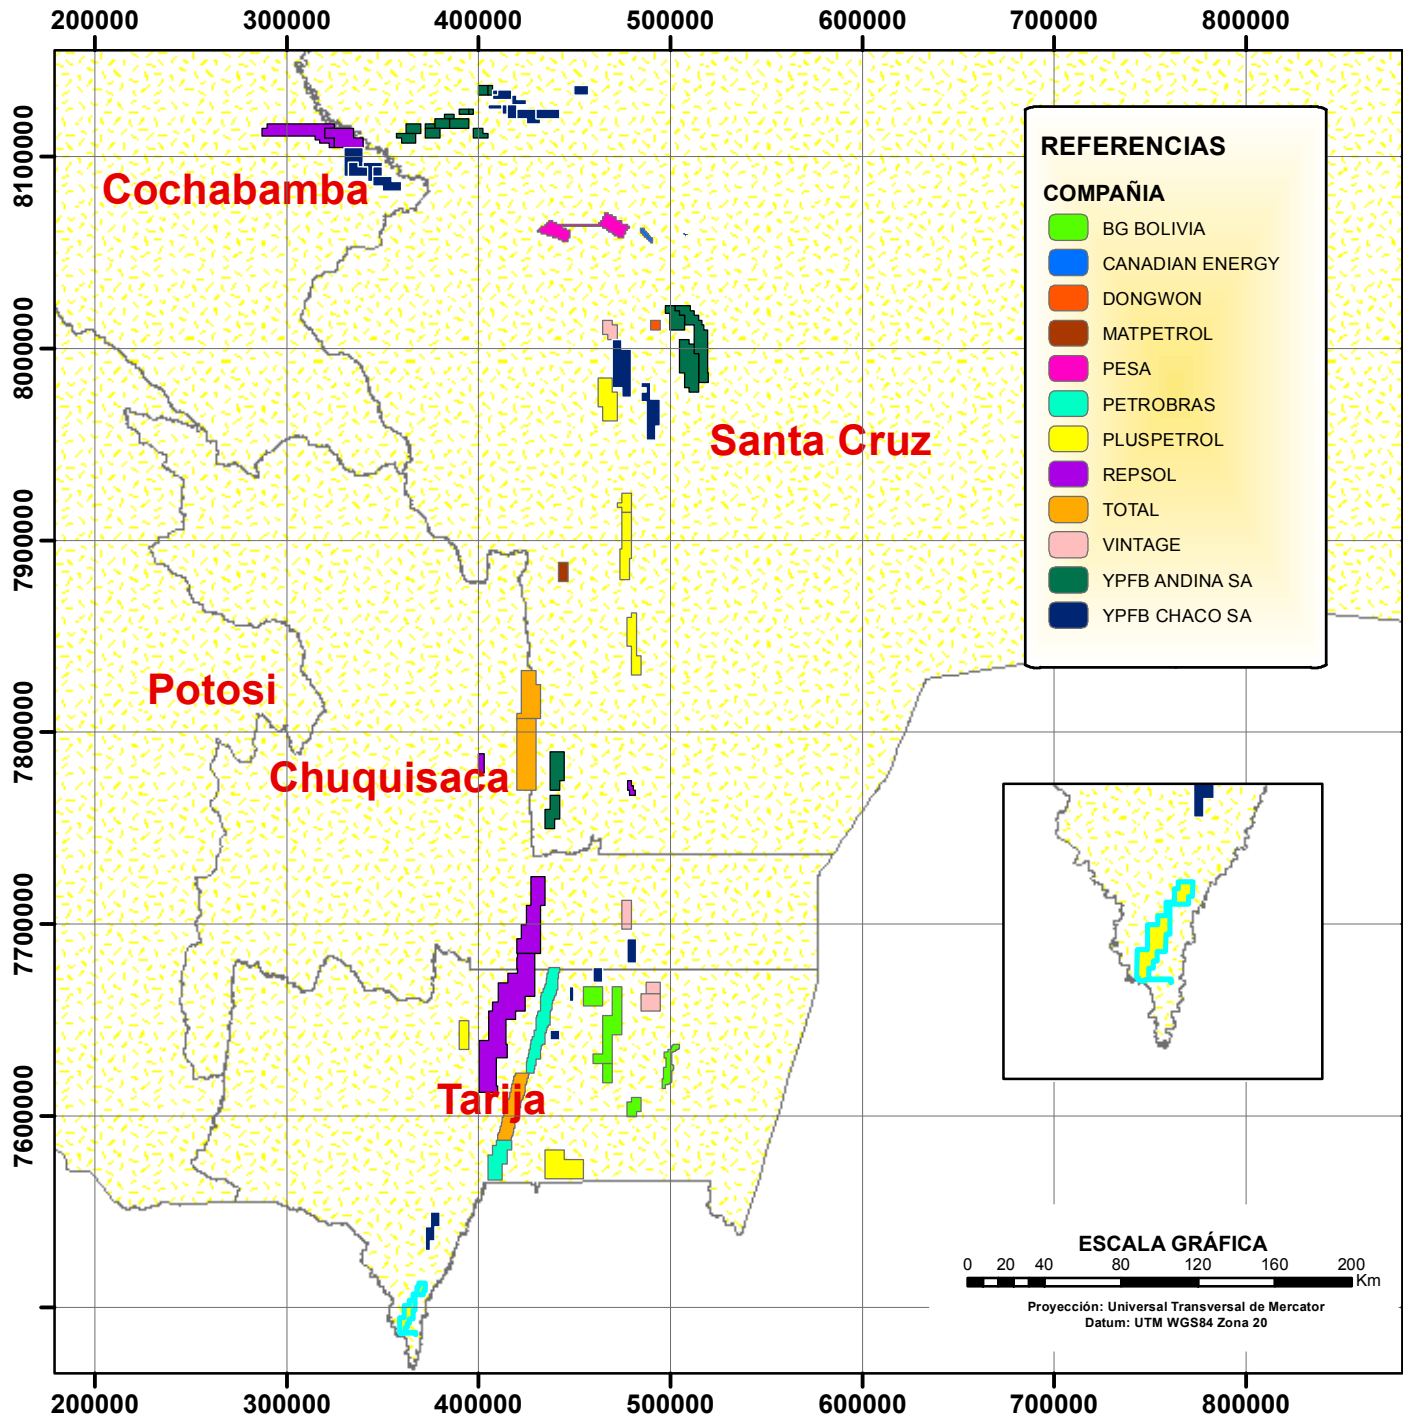 200000 300000 400000 500000 600000 700000 800000
8100000
8000000
7900000
7800000
7700000
7600000
Cochabamba
Santa Cruz
Potosi
Chuquisaca
Tarija
REFERENCIAS
COMPAÑIA
BG BOLIVIA
CANADIAN ENERGY
DONGWON
MATPETROL
PESA
PETROBRAS
PLUSPETROL
REPSOL
TOTAL
VINTAGE
YPFB ANDINA SA
YPFB CHACO SA
ESCALA GRÁFICA
0 20 40 80 120 160 200
Km
Proyección: Universal Transversal de Mercator
Datum: UTM WGS84 Zona 20
200000 300000 400000 500000 600000 700000 800000